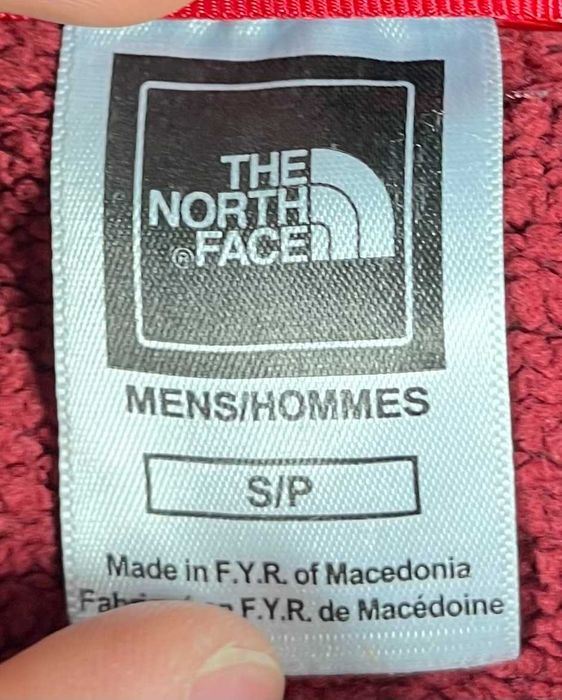 THE
NORTH
®FACE
MENS/HOMMES
S/P
Made in F.Y.R. of Macedonia
F.Y.R. de Macédoine